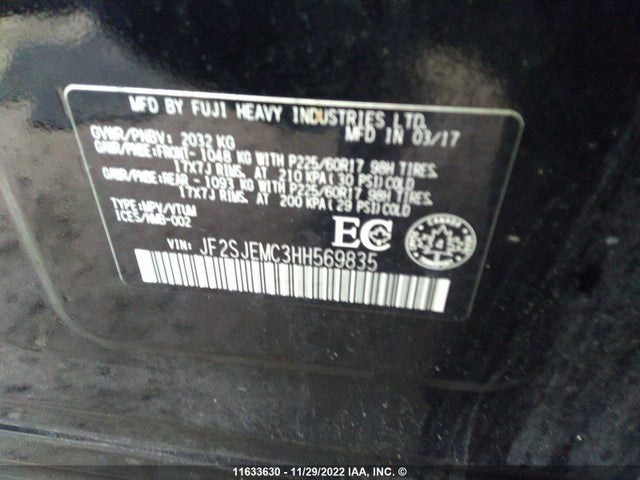 MFD BY FUJI HEAVY INDUSTRIES LTD.
GVWR/PNBV: 2032 KG MFD IN 03/17
GAWR/PNBE:FRONT- 1048 KG WITH P225/60R17 98H TIRES.
17X7J RIMS. AT 210 KPA(30 PSI)COLD
GAWR/PNBE:REAR - 1093 KG WITH P225/60R17 98H TIRES.
17X7J RIMS. AT 200 KPA(29 PSI)COLD
TYPE:MPV/VTUM
ICES/NMB-002
EC
VIN: JF2SJEMC3HH569835
11633630 - 11/29/2022 IAA, INC. ©